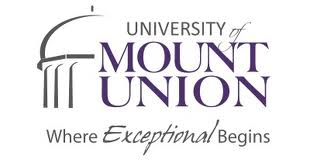 UNIVERSITY of
MOUNT
UNION
Where Exceptional Begins